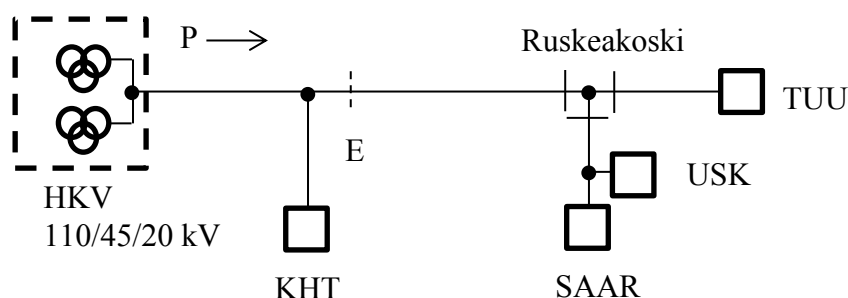 P
Ruskeakoski
TUU
E
USK
HKV
110/45/20 kV
KHT
SAAR